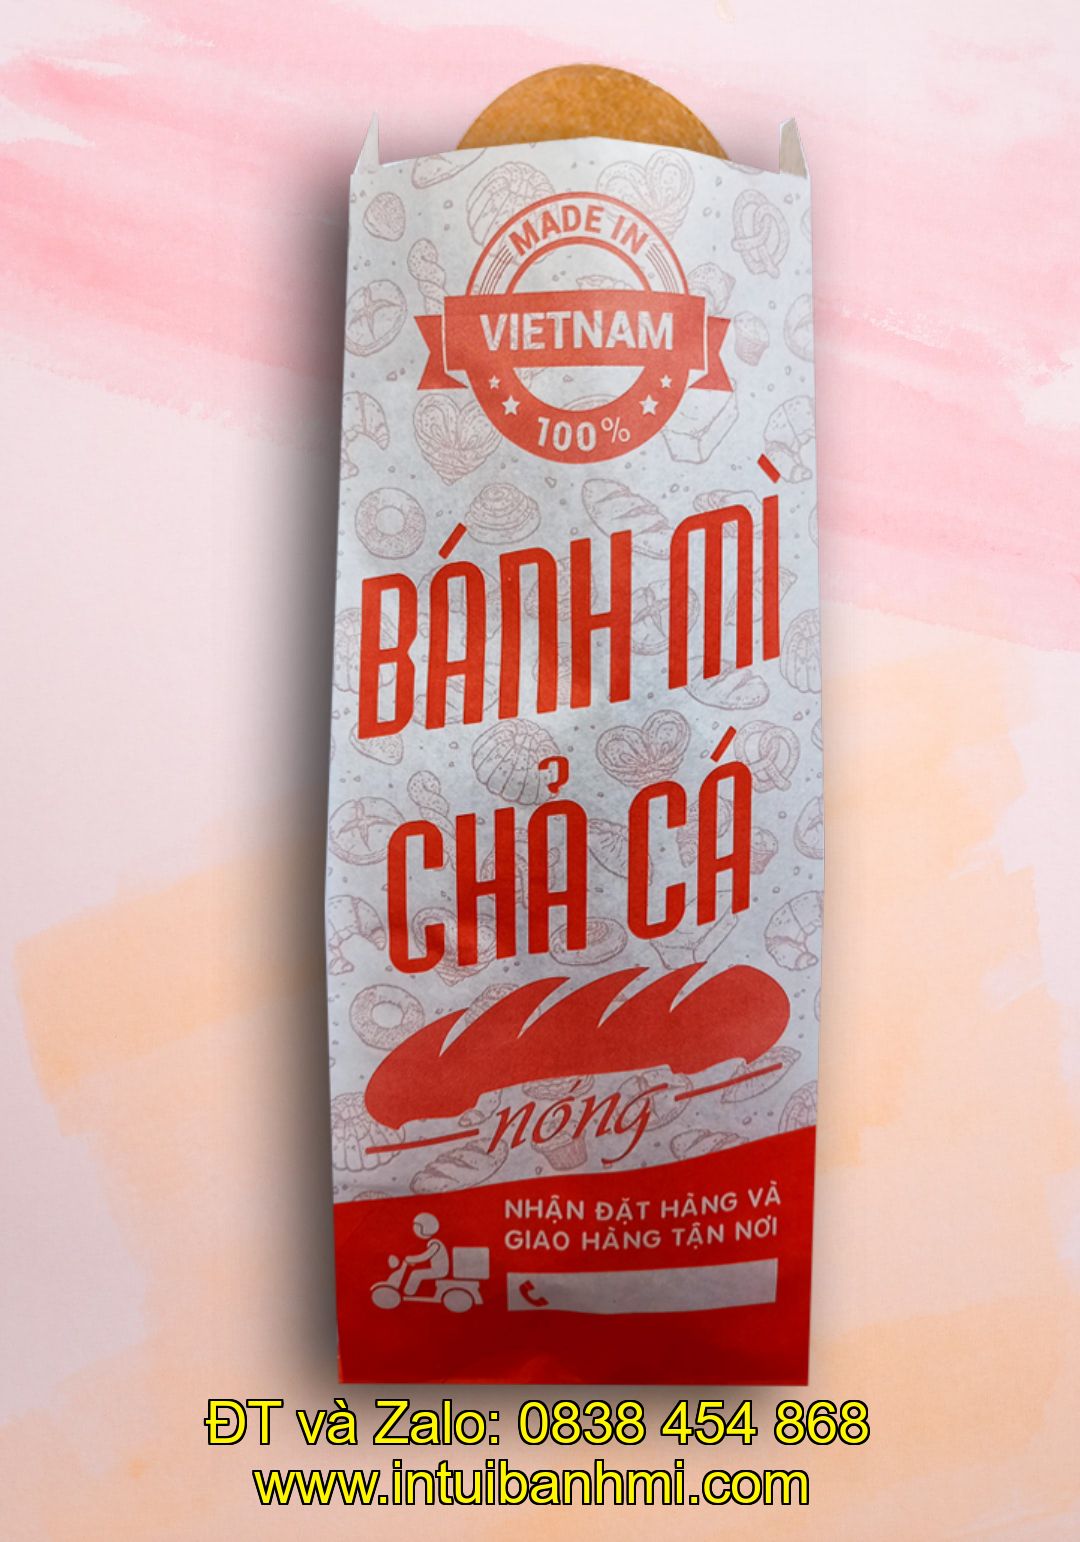 MADE IN
VIETNAM
100%
BÁNH MÌ
CHẢ CÁ
nóng
NHẬN ĐẶT HÀNG VÀ
GIAO HÀNG TẬN NƠI
ĐT và Zalo: 0838 454 868
www.intuibanhmi.com